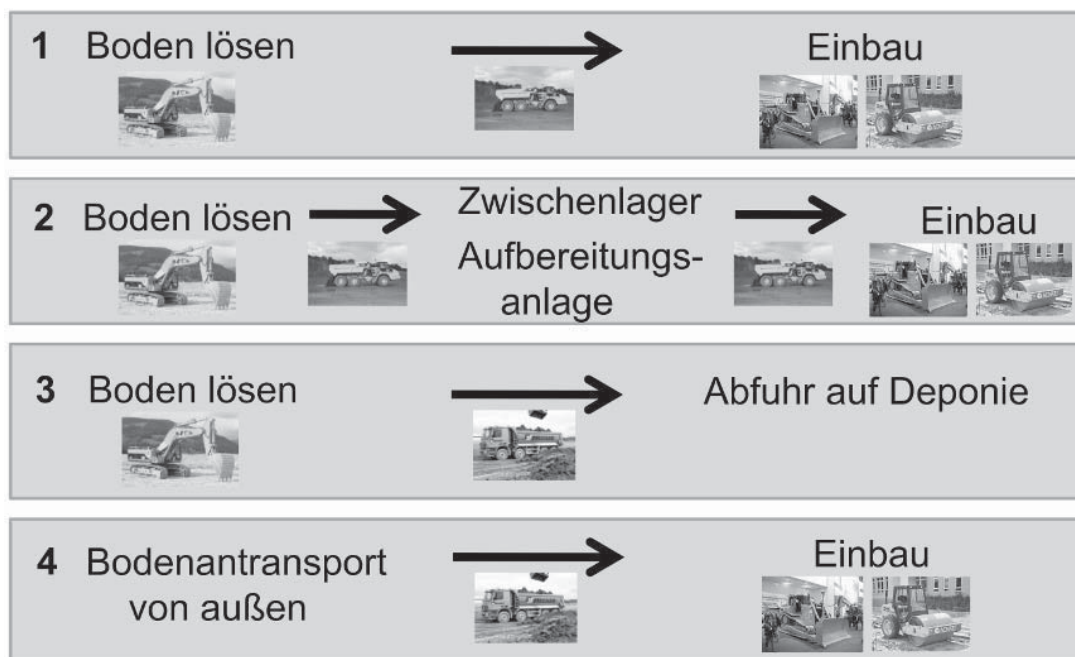 1 Boden lösen
Einbau
2 Boden lösen
Zwischenlager
Aufbereitungs-
anlage
Einbau
3 Boden lösen
Abfuhr auf Deponie
4 Bodenantransport
von außen
Einbau